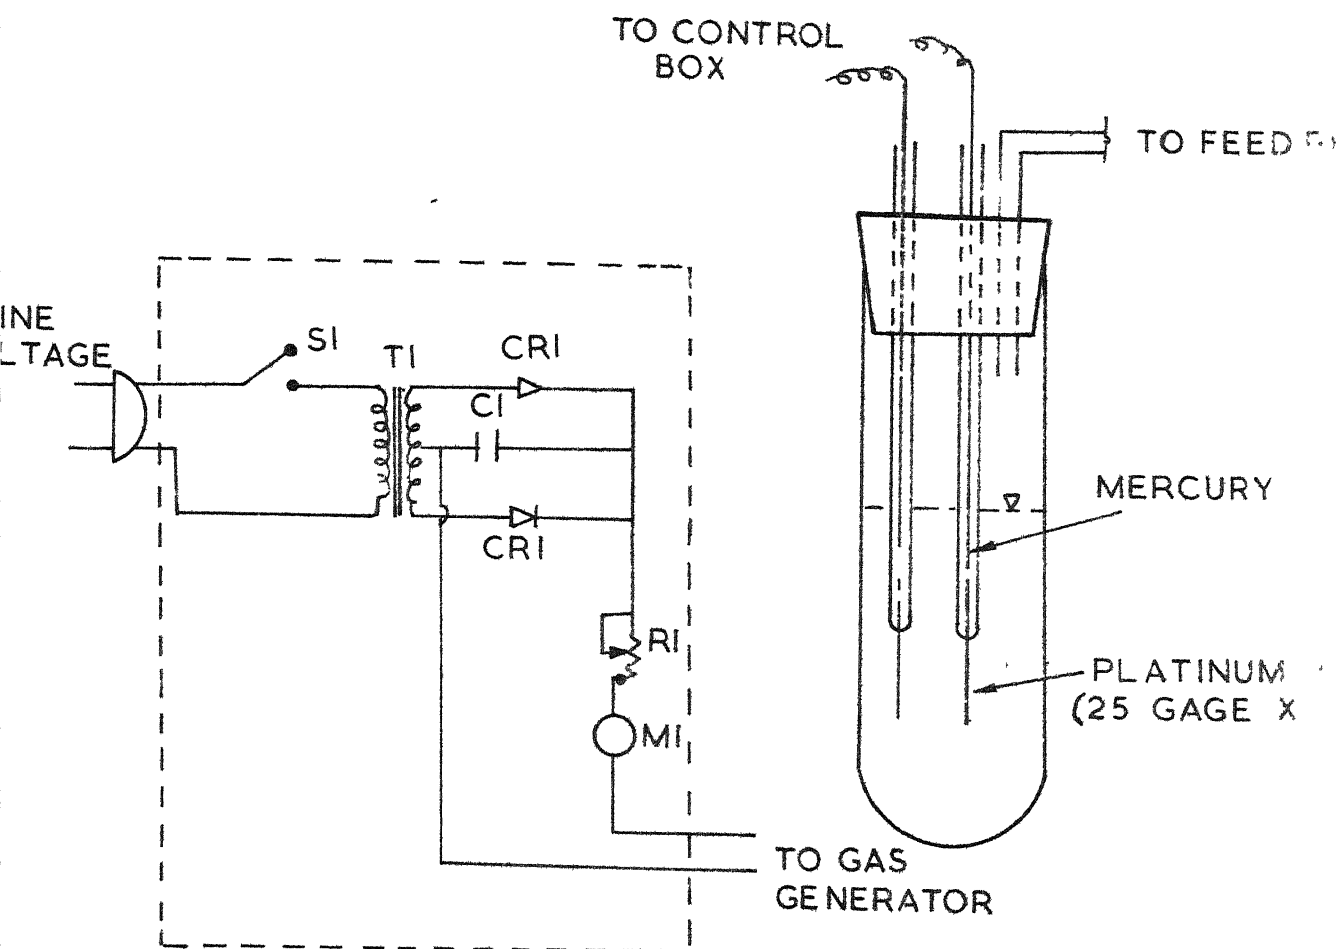 TO CONTROL
BOX
TO FEED
INE
LTAGE
S1
T1
CR1
C1
CR1
R1
M1
TO GAS
GENERATOR
MERCURY
PLATINUM
(25 GAGE X